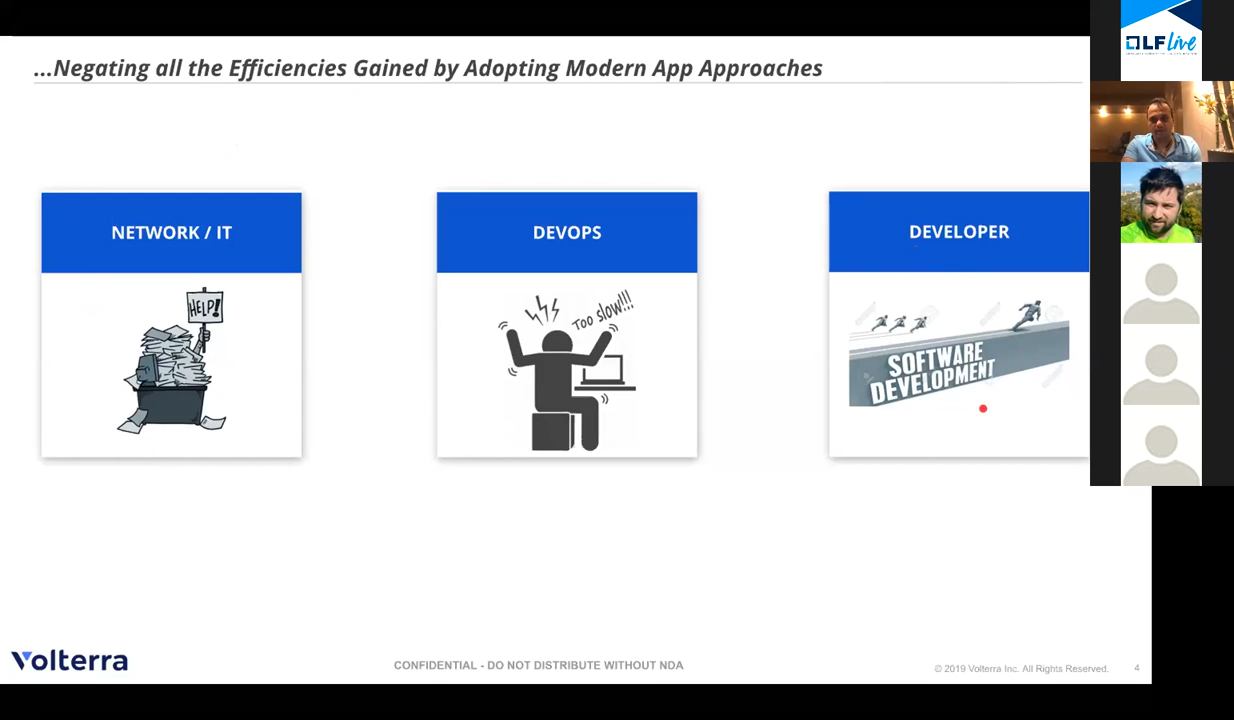 ...Negating all the Efficiencies Gained by Adopting Modern App Approaches
LF Live
NETWORK / IT
DEVOPS
DEVELOPER
HELP!
TOO SLOW!!!
SOFTWARE
DEVELOPMENT
Volterra
CONFIDENTIAL - DO NOT DISTRIBUTE WITHOUT NDA
© 2019 Volterra Inc. All Rights Reserved.
4